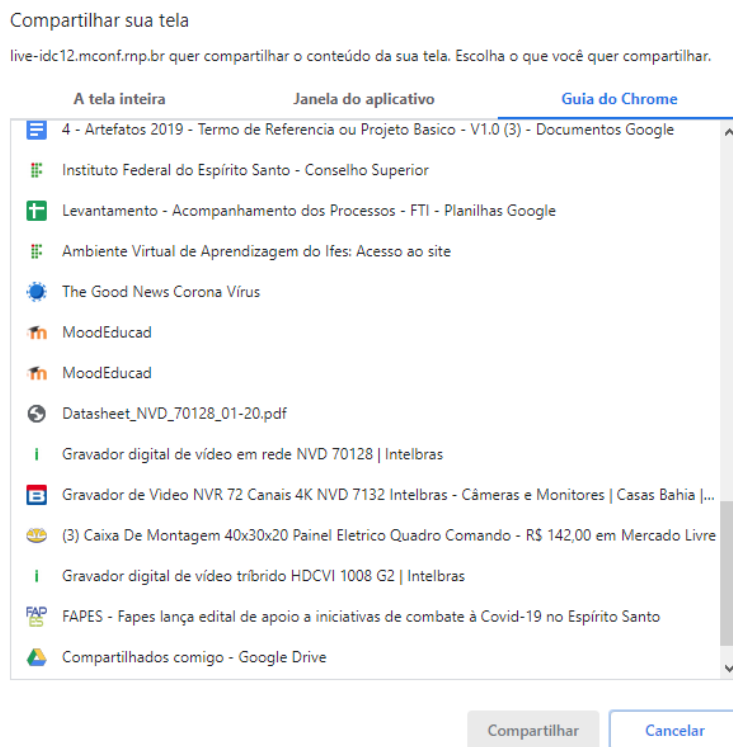 Compartilhar sua tela
live-idc12.mconf.rnp.br quer compartilhar o conteúdo da sua tela. Escolha o que você quer compartilhar.
A tela inteira Janela do aplicativo Guia do Chrome
4 - Artefatos 2019 - Termo de Referencia ou Projeto Basico - V1.0 (3) - Documentos Google
Instituto Federal do Espírito Santo - Conselho Superior
Levantamento - Acompanhamento dos Processos - FTI - Planilhas Google
Ambiente Virtual de Aprendizagem do Ifes: Acesso ao site
The Good News Corona Vírus
MoodEducad
MoodEducad
Datasheet_NVD_70128_01-20.pdf
Gravador digital de vídeo em rede NVD 70128 | Intelbras
Gravador de Video NVR 72 Canais 4K NVD 7132 Intelbras - Câmeras e Monitores | Casas Bahia |...
(3) Caixa De Montagem 40x30x20 Painel Eletrico Quadro Comando - R$ 142,00 em Mercado Livre
Gravador digital de vídeo tríbrido HDCVI 1008 G2 | Intelbras
FAPES - Fapes lança edital de apoio a iniciativas de combate à Covid-19 no Espírito Santo
Compartilhados comigo - Google Drive
Compartilhar Cancelar